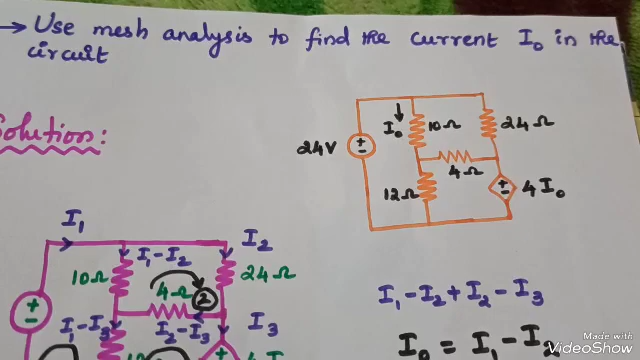 → Use mesh analysis to find the current I₀ in the
circuit
Solution:
24V
I₀
10Ω
24Ω
4Ω
12Ω
4I₀
I₁
I₁-I₂
I₂
10Ω
4Ω
2
24Ω
I₁-I₃
I₂-I₃
I₃
I₁-I₂+I₂-I₃
I₀ = I₁-I
Made with
VideoShow